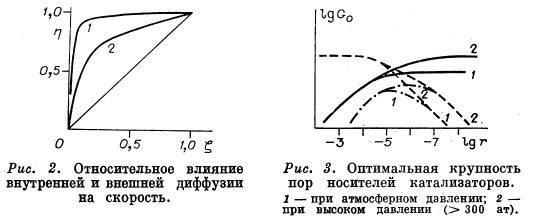 1,0
η
0,5
0
0,5
1,0 ζ
1
2
Рис. 2. Относительное влияние
внутренней и внешней диффузии
на скорость.
lg G₀
2
1
1
2
1
2
-3 -5 -7 lg r
Рис. 3. Оптимальная крупность
пор носителей катализаторов.
1 — при атмосферном давлении; 2 —
при высоком давлении (> 300 ат).